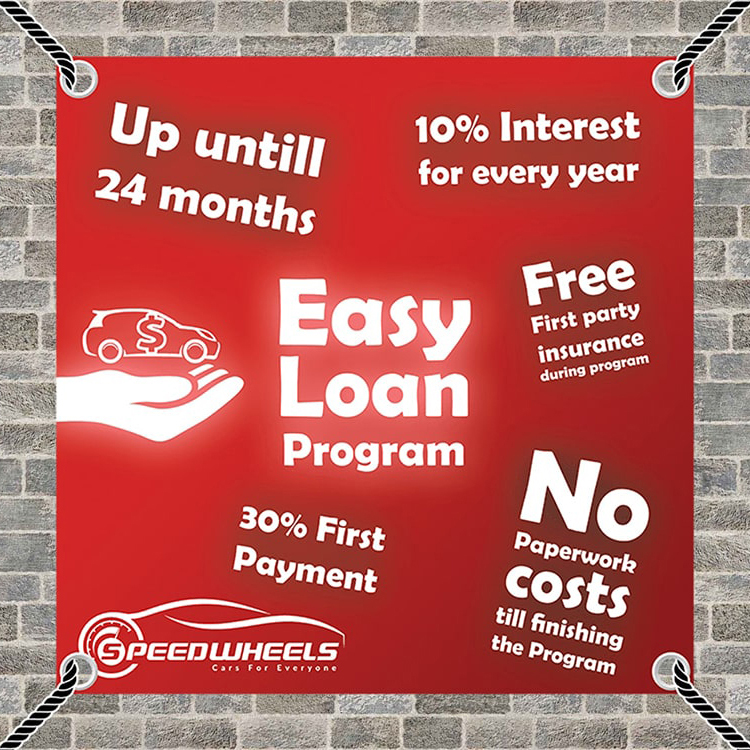 Up untill
24 months
10% Interest
for every year
Free
First party
insurance
during program
$
Easy
Loan
Program
30% First
Payment
No
Paperwork
costs
till finishing
the Program
SPEEDWHEELS
Cars For Everyone